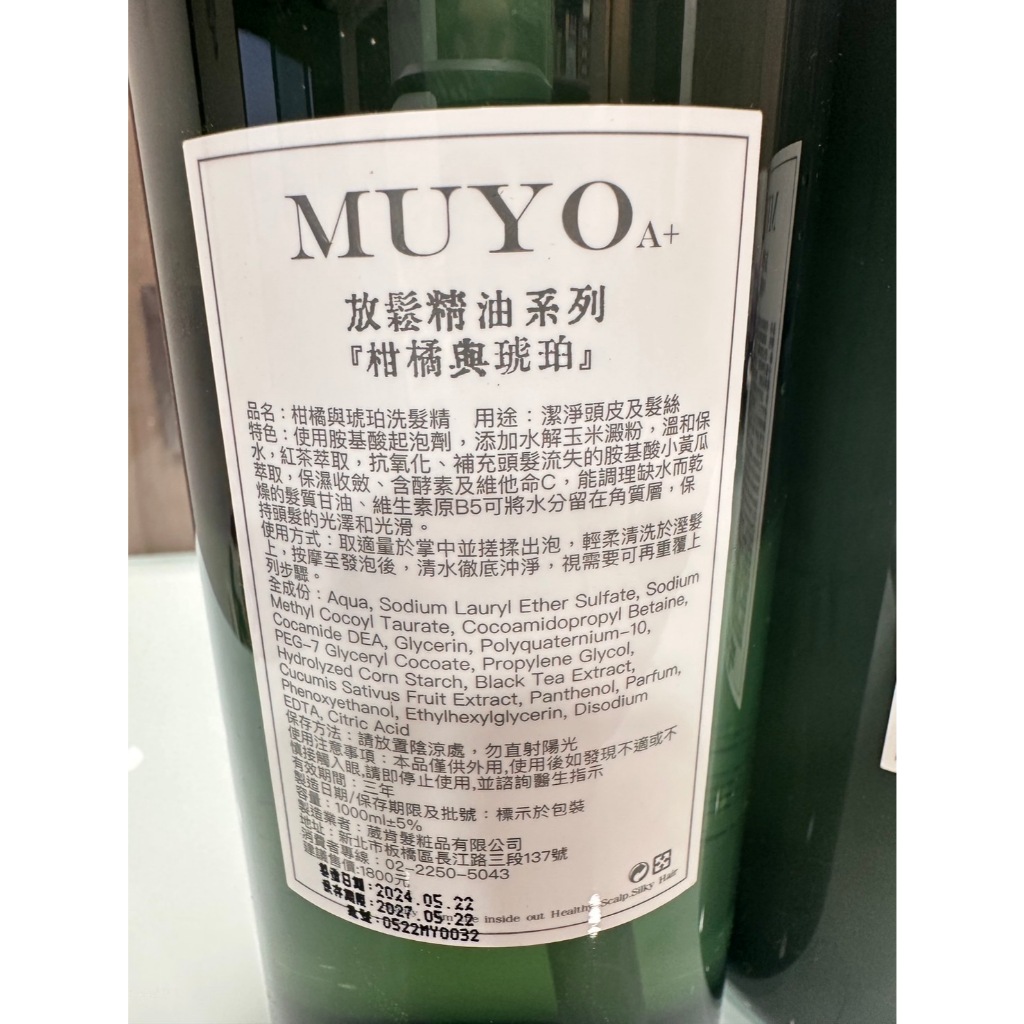 MUYO A+
放鬆精油系列
『柑橘與琥珀』
品名：柑橘與琥珀洗髮精　用途：潔淨頭皮及髮絲
特色：使用胺基酸起泡劑，添加水解玉米澱粉，溫和保
水，紅茶萃取，抗氧化、補充頭髮流失的胺基酸小黃瓜
萃取，保濕收斂、含酵素及維他命C，能調理缺水而乾
燥的髮質甘油、維生素原B5可將水分留在角質層，保
持頭髮的光澤和光滑。
使用方式：取適量於掌中並搓揉出泡，輕柔清洗於溼髮
上，按摩至發泡後，清水徹底沖淨，視需要可再重覆上
列步驟。
全成份：Aqua, Sodium Lauryl Ether Sulfate, Sodium
Methyl Cocoyl Taurate, Cocoamidopropyl Betaine,
Cocamide DEA, Glycerin, Polyquaternium-10,
PEG-7 Glyceryl Cocoate, Propylene Glycol,
Hydrolyzed Corn Starch, Black Tea Extract,
Cucumis Sativus Fruit Extract, Panthenol, Parfum,
Phenoxyethanol, Ethylhexylglycerin, Disodium
EDTA, Citric Acid
保存方法：請放置陰涼處，勿直射陽光
使用注意事項：本品僅供外用,使用後如發現不適或不
慎接觸入眼,請即停止使用,並諮詢醫生指示
有效期間：三年
製造日期/保存期限及批號：標示於包裝
容量：1000ml±5%
製造業者：葳肯髮粧品有限公司
地址：新北市板橋區長江路三段137號
消費者專線：02-2250-5043
建議售價:1800元
製造日期:2024.05.22
保存期限:2027.05.22
批號:0522MY0032
inside out Healthy Scalp.Silky Hair